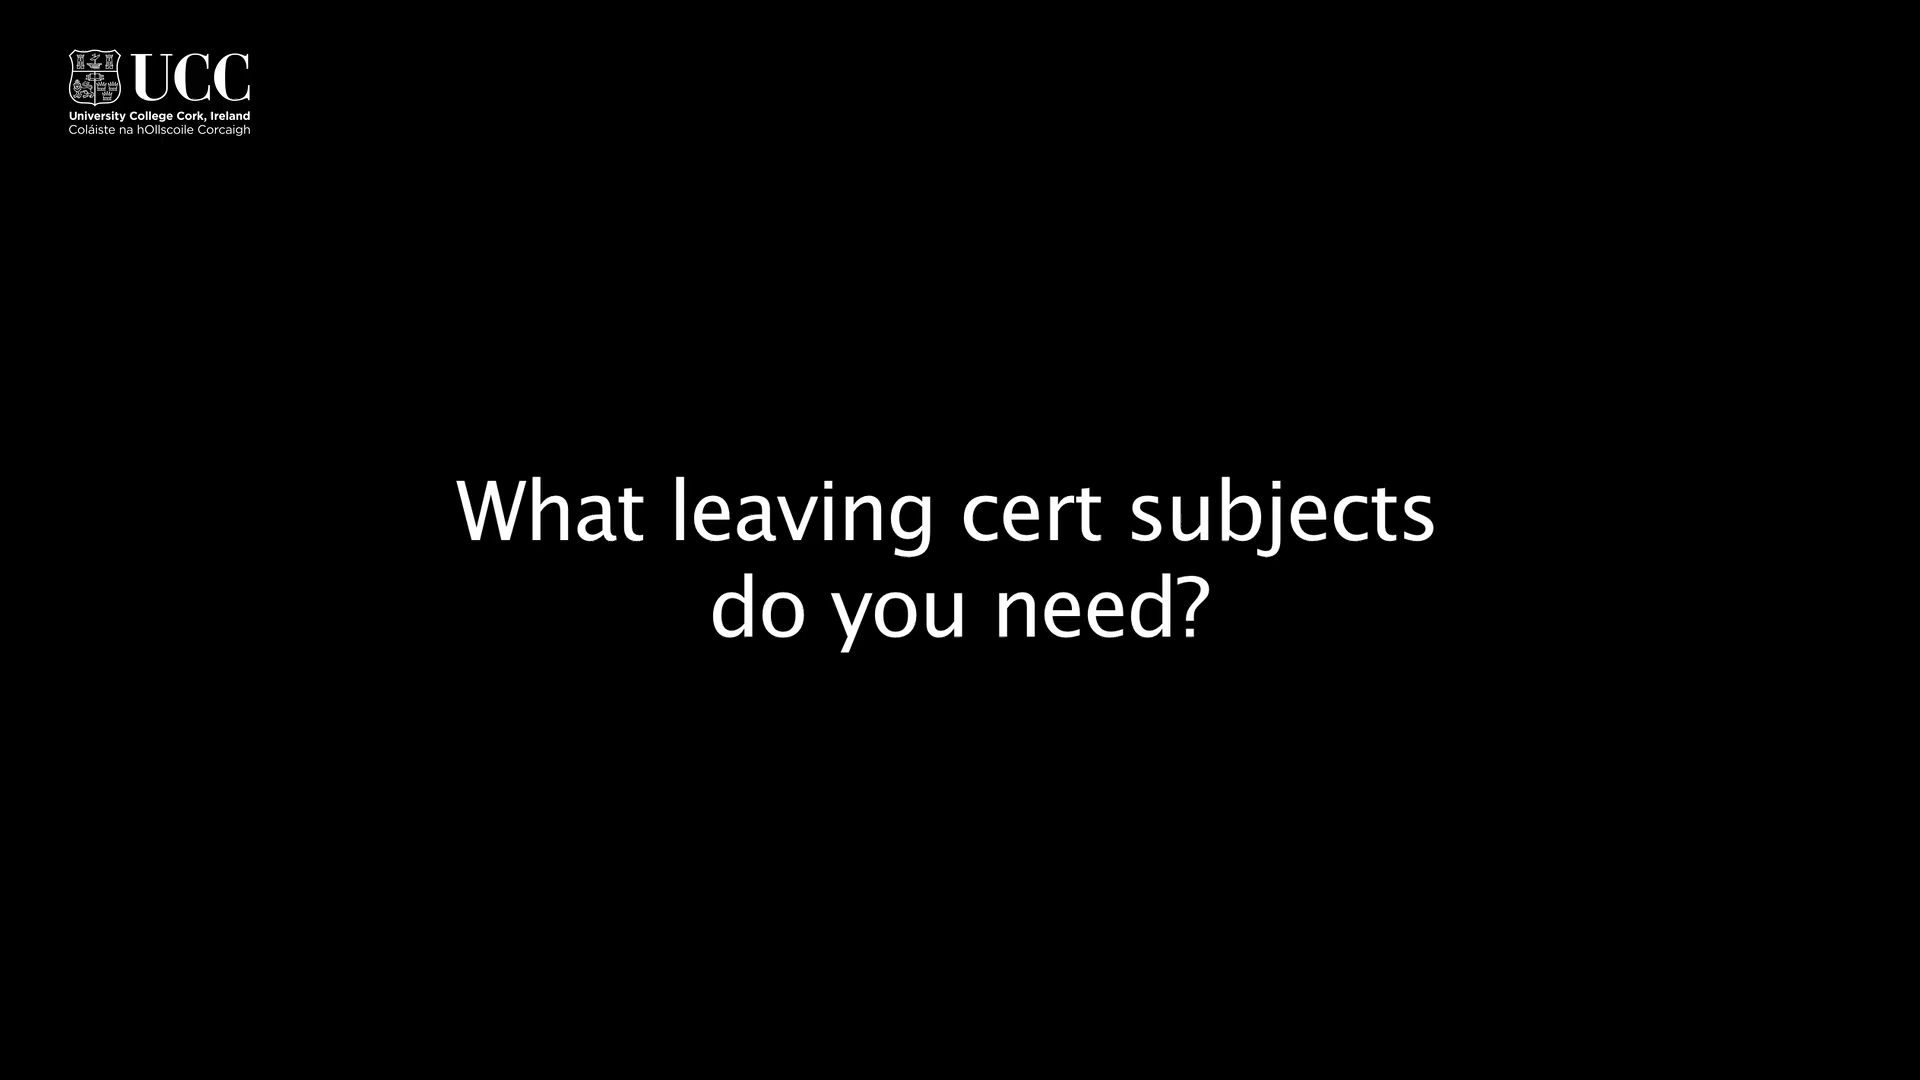 UCC
University College Cork, Ireland
Coláiste na hOllscoile Corcaigh
What leaving cert subjects
do you need?